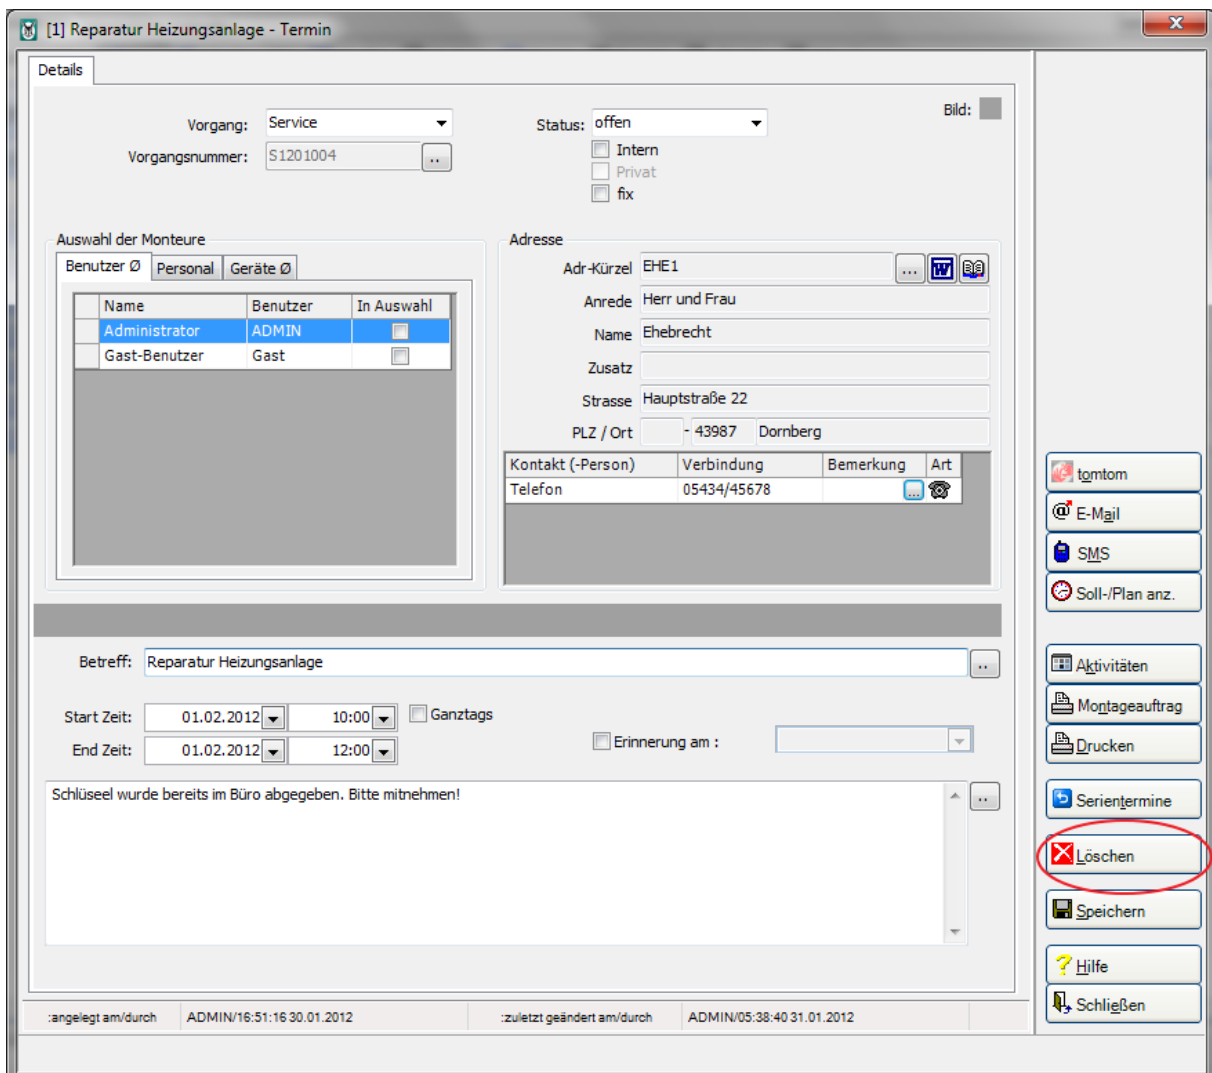 [1] Reparatur Heizungsanlage - Termin
X
Details
Vorgang: Service
Status: offen
Bild:
Vorgangsnummer: S1201004 ..
Intern
Privat
fix
Auswahl der Monteure
Benutzer Ø Personal Geräte Ø
Name Benutzer In Auswahl
Administrator ADMIN
Gast-Benutzer Gast
Adresse
Adr-Kürzel EHE1 ... W
Anrede Herr und Frau
Name Ehebrecht
Zusatz
Strasse Hauptstraße 22
PLZ / Ort - 43987 Dornberg
Kontakt (-Person) Verbindung Bemerkung Art
Telefon 05434/45678 ...
Betreff: Reparatur Heizungsanlage ..
Start Zeit: 01.02.2012 10:00 Ganztags
End Zeit: 01.02.2012 12:00 Erinnerung am :
Schlüseel wurde bereits im Büro abgegeben. Bitte mitnehmen! ..
:angelegt am/durch ADMIN/16:51:16 30.01.2012 :zuletzt geändert am/durch ADMIN/05:38:40 31.01.2012
tomtom
@ E-Mail
SMS
Soll-/Plan anz.
Aktivitäten
Montageauftrag
Drucken
Serientermine
Löschen
Speichern
? Hilfe
Schließen